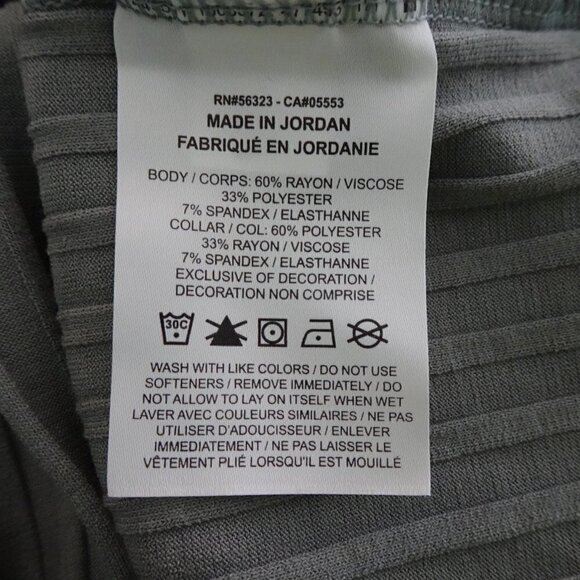 RN#56323 - CA#05553
MADE IN JORDAN
FABRIQUÉ EN JORDANIE
BODY / CORPS: 60% RAYON / VISCOSE
33% POLYESTER
7% SPANDEX / ELASTHANNE
COLLAR / COL: 60% POLYESTER
33% RAYON / VISCOSE
7% SPANDEX / ELASTHANNE
EXCLUSIVE OF DECORATION /
DECORATION NON COMPRISE
30C
WASH WITH LIKE COLORS / DO NOT USE
SOFTENERS / REMOVE IMMEDIATELY / DO
NOT ALLOW TO LAY ON ITSELF WHEN WET
LAVER AVEC COULEURS SIMILAIRES / NE PAS
UTILISER D'ADOUCISSEUR / ENLEVER
IMMÉDIATEMENT / NE PAS LAISSER LE
VÊTEMENT PLIÉ LORSQU'IL EST MOUILLÉ